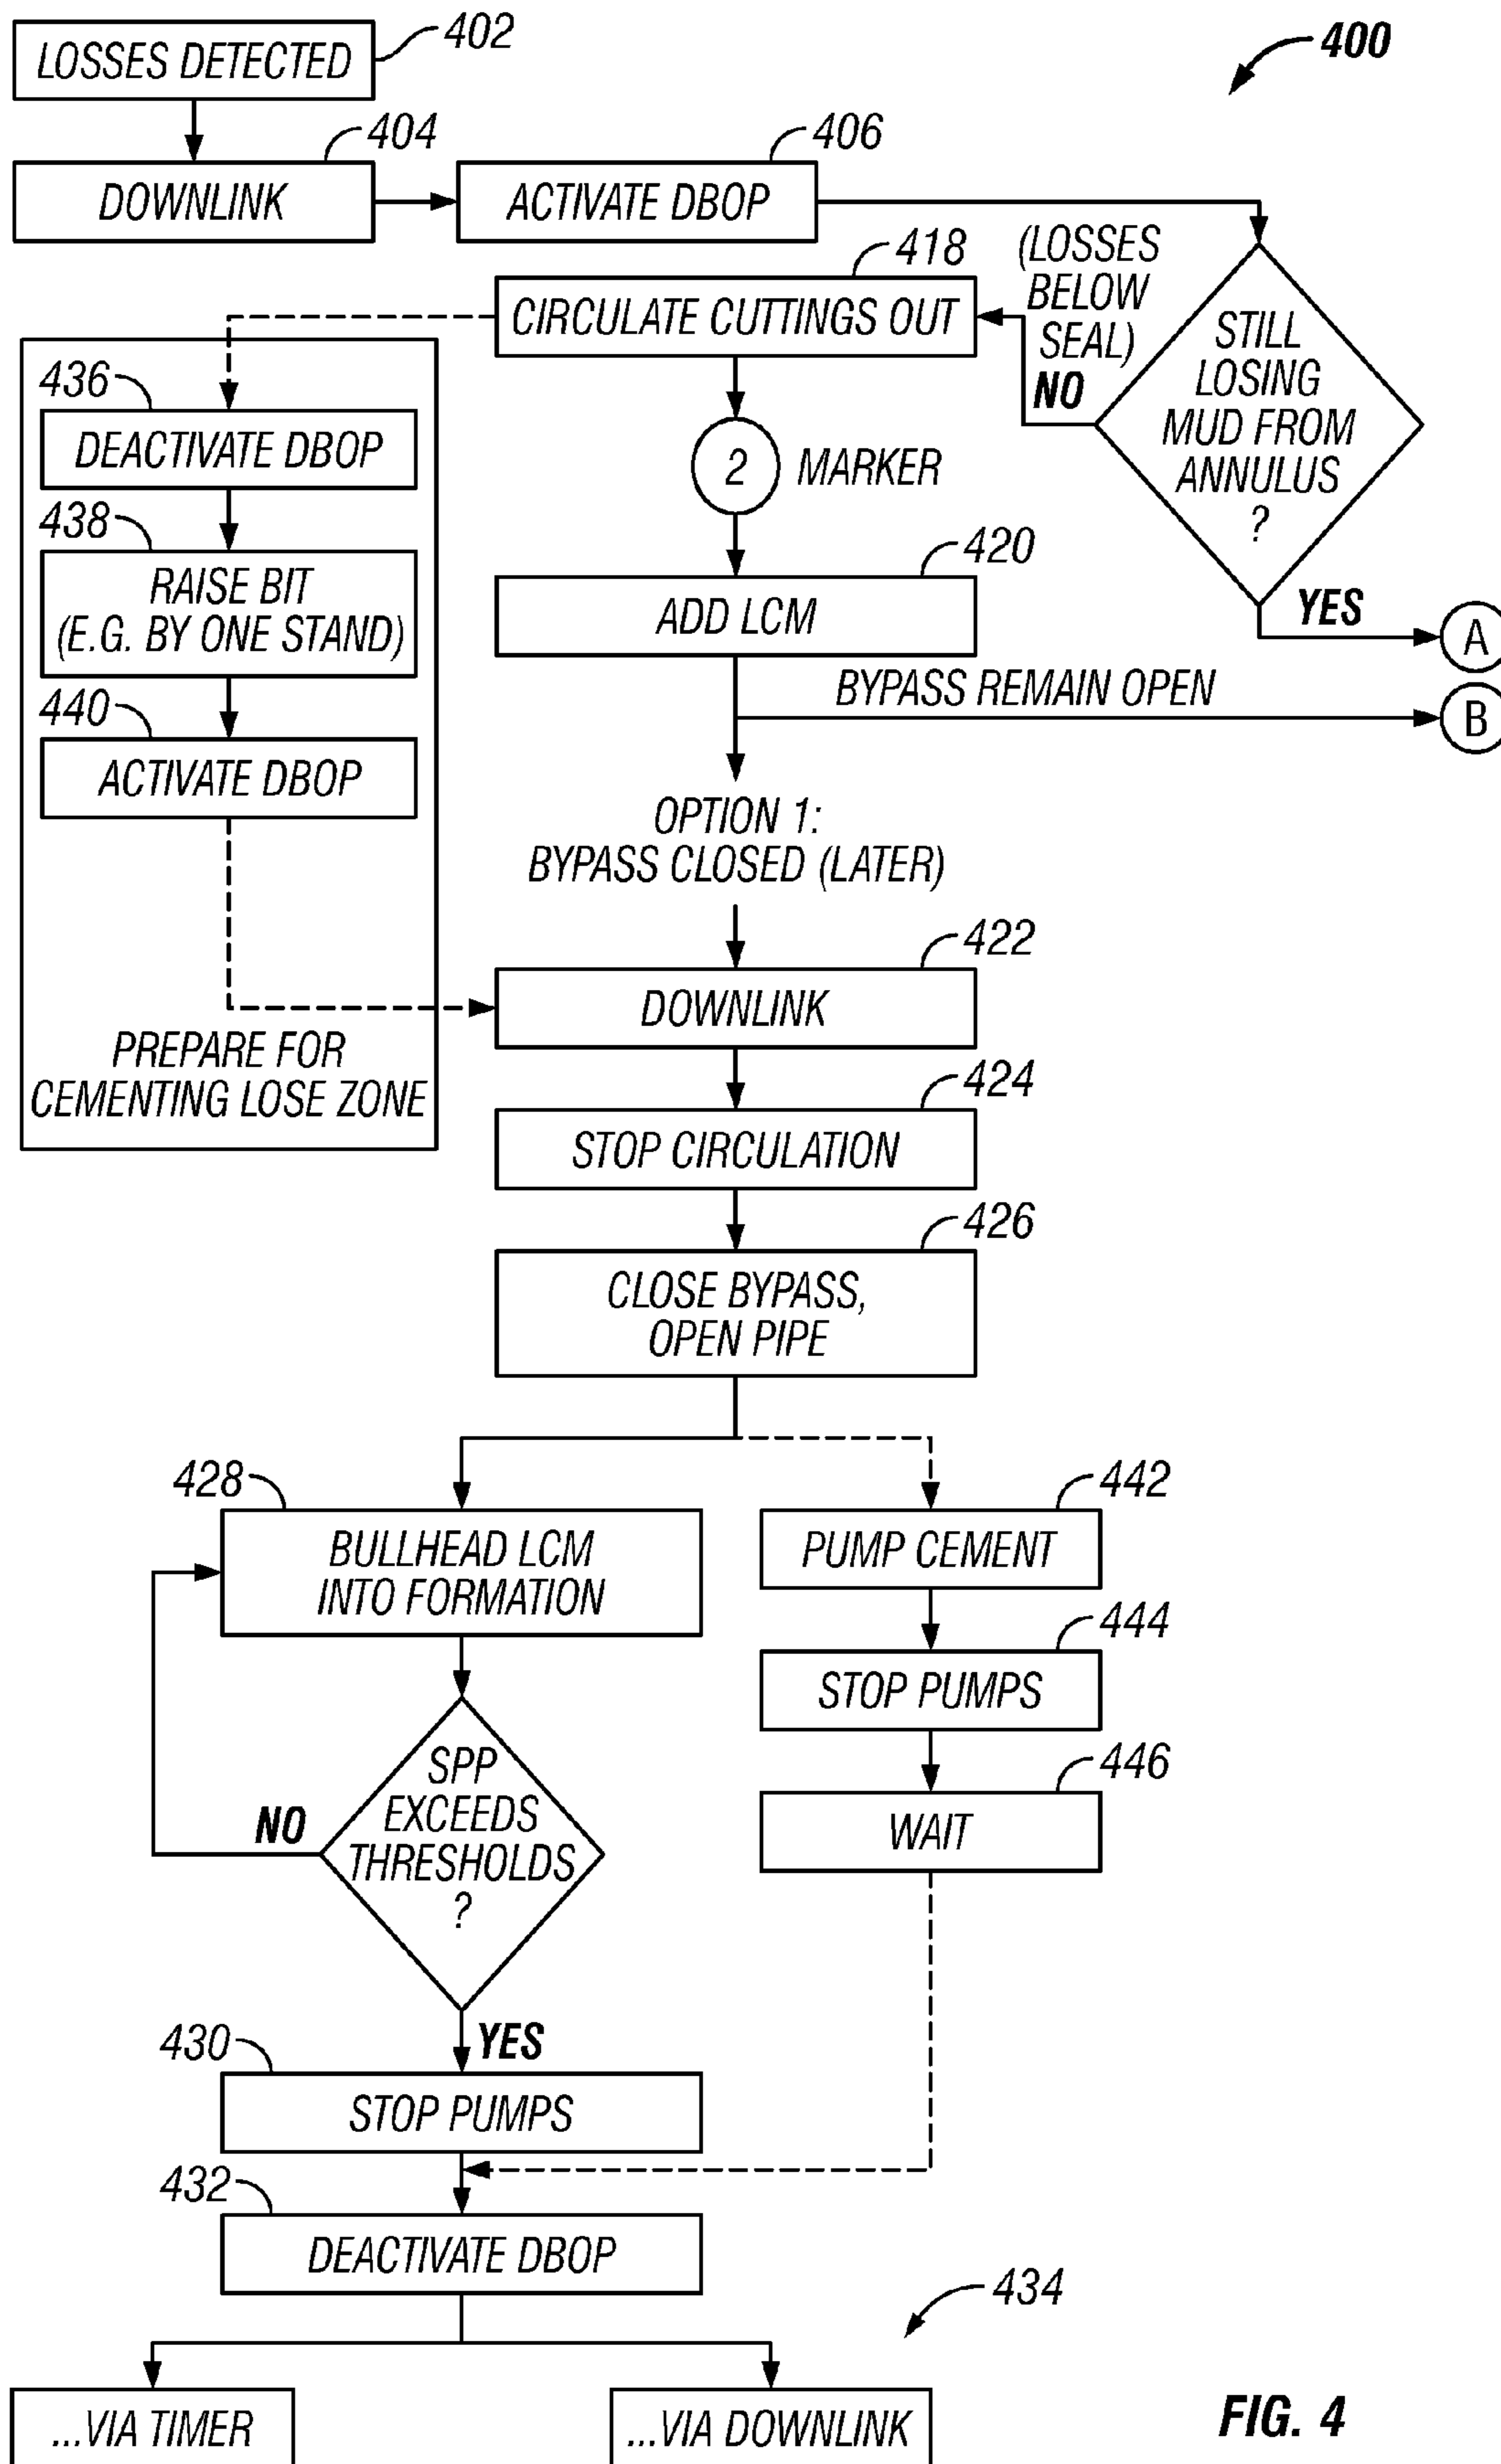 400
402
LOSSES DETECTED
404
DOWNLINK
406
ACTIVATE DBOP
STILL
LOSING
MUD FROM
ANNULUS
?
YES
A
(LOSSES
BELOW
SEAL)
NO
418
CIRCULATE CUTTINGS OUT
2
MARKER
420
ADD LCM
BYPASS REMAIN OPEN
B
436
DEACTIVATE DBOP
438
RAISE BIT
(E.G. BY ONE STAND)
440
ACTIVATE DBOP
PREPARE FOR
CEMENTING LOSE ZONE
OPTION 1:
BYPASS CLOSED (LATER)
422
DOWNLINK
424
STOP CIRCULATION
426
CLOSE BYPASS,
OPEN PIPE
428
BULLHEAD LCM
INTO FORMATION
SPP
EXCEEDS
THRESHOLDS
?
NO
YES
442
PUMP CEMENT
444
STOP PUMPS
446
WAIT
430
STOP PUMPS
432
DEACTIVATE DBOP
434
...VIA TIMER
...VIA DOWNLINK
FIG. 4